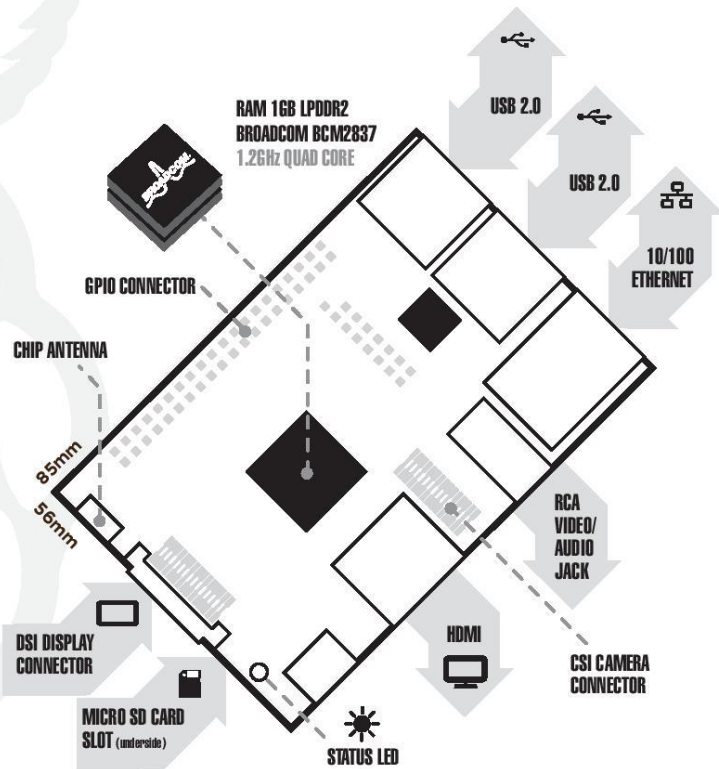 USB 2.0
RAM 1GB LPDDR2
BROADCOM BCM2837
1.2GHz QUAD CORE
BROADCOM
USB 2.0
10/100
ETHERNET
GPIO CONNECTOR
CHIP ANTENNA
85mm
56mm
RCA
VIDEO/
AUDIO
JACK
DSI DISPLAY
CONNECTOR
HDMI
CSI CAMERA
CONNECTOR
MICRO SD CARD
SLOT (underside)
STATUS LED